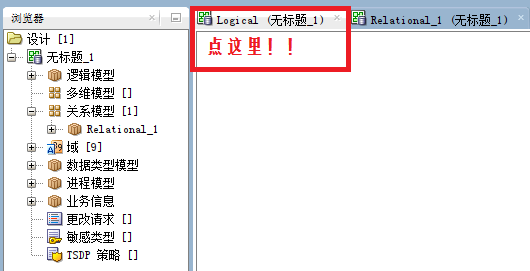 浏览器
设计 [1]
无标题_1
逻辑模型
多维模型 []
关系模型 [1]
Relational_1
域 [9]
数据类型模型
进程模型
业务信息
更改请求 []
敏感类型 []
TSDP 策略 []
Logical (无标题_1)
Relational_1 (无标题_1)
点这里！！